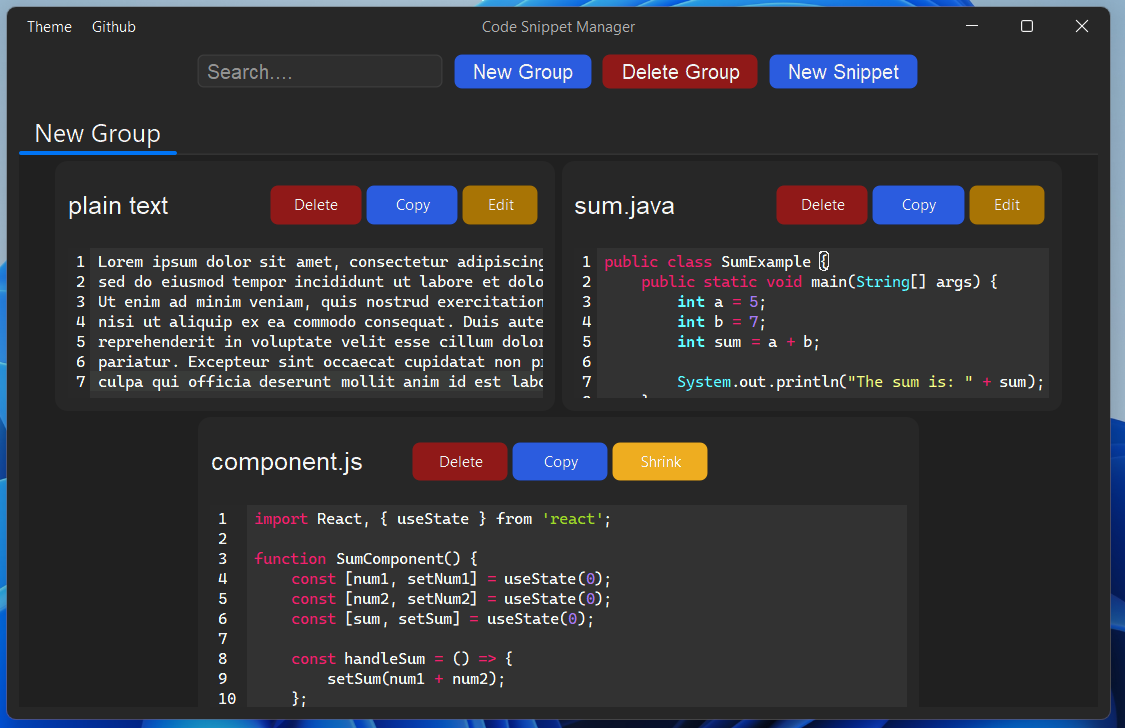 Theme Github Code Snippet Manager
Search.... New Group Delete Group New Snippet
New Group
plain text Delete Copy Edit
1 Lorem ipsum dolor sit amet, consectetur adipiscing
2 sed do eiusmod tempor incididunt ut labore et dolo
3 Ut enim ad minim veniam, quis nostrud exercitation
4 nisi ut aliquip ex ea commodo consequat. Duis aute
5 reprehenderit in voluptate velit esse cillum dolor
6 pariatur. Excepteur sint occaecat cupidatat non pr
7 culpa qui officia deserunt mollit anim id est labo
sum.java Delete Copy Edit
1 public class SumExample {
2     public static void main(String[] args) {
3         int a = 5;
4         int b = 7;
5         int sum = a + b;
6
7         System.out.println("The sum is: " + sum);
component.js Delete Copy Shrink
1 import React, { useState } from 'react';
2
3 function SumComponent() {
4     const [num1, setNum1] = useState(0);
5     const [num2, setNum2] = useState(0);
6     const [sum, setSum] = useState(0);
7
8     const handleSum = () => {
9         setSum(num1 + num2);
10     };